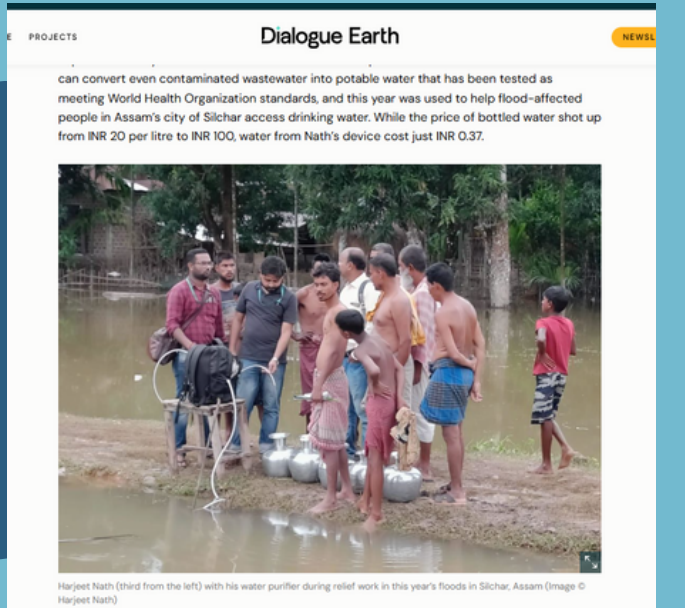 E PROJECTS
Dialogue Earth
NEWSL
can convert even contaminated wastewater into potable water that has been tested as
meeting World Health Organization standards, and this year was used to help flood-affected
people in Assam's city of Silchar access drinking water. While the price of bottled water shot up
from INR 20 per litre to INR 100, water from Nath's device cost just INR 0.37.
Harjeet Nath (third from the left) with his water purifier during relief work in this year's floods in Silchar, Assam (Image ©
Harjeet Nath)